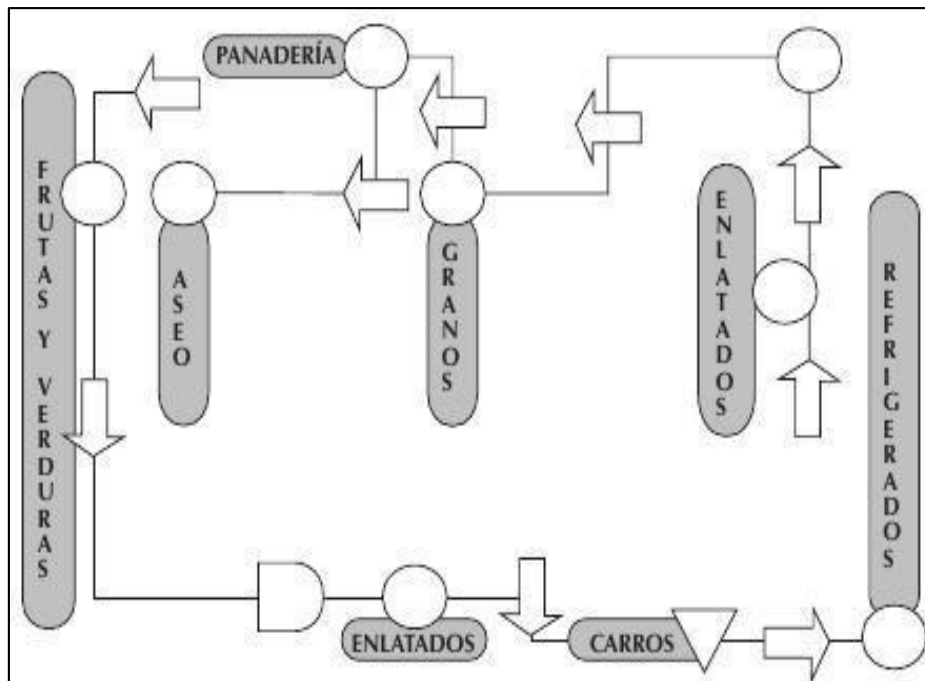 PANADERÍA
FRUTAS Y VERDURAS
ASEO
GRANOS
ENLATADOS
REFRIGERADOS
ENLATADOS
CARROS